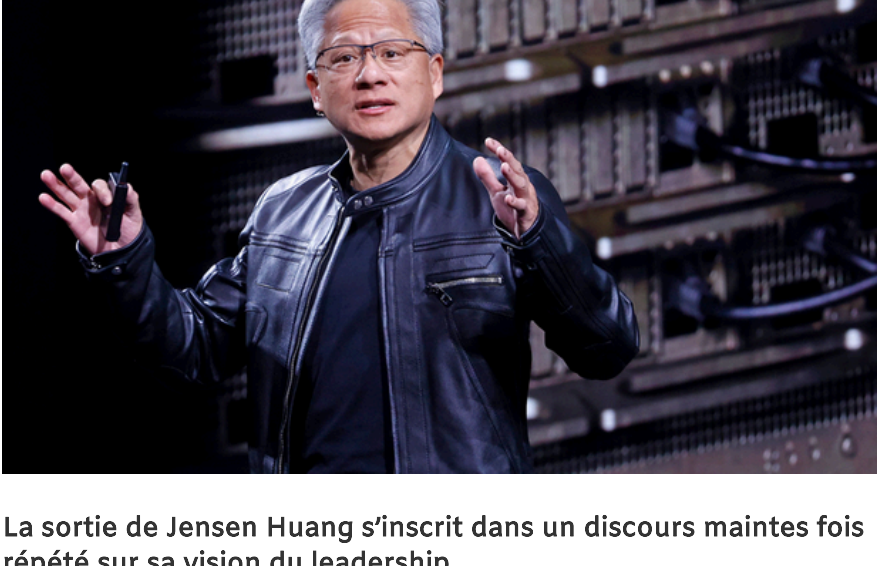 La sortie de Jensen Huang s’inscrit dans un discours maintes fois
répété sur sa vision du leadership